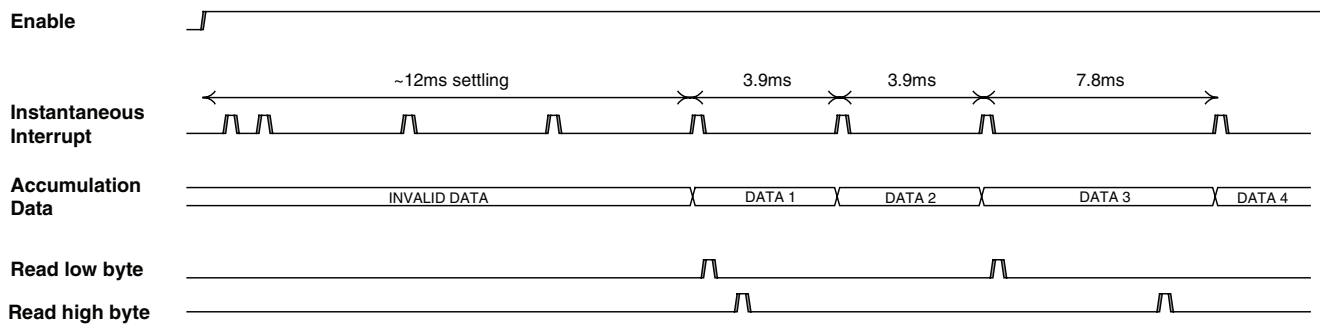 Enable
~12ms settling
3.9ms
3.9ms
7.8ms
Instantaneous
Interrupt
Accumulation
Data
INVALID DATA
DATA 1
DATA 2
DATA 3
DATA 4
Read low byte
Read high byte